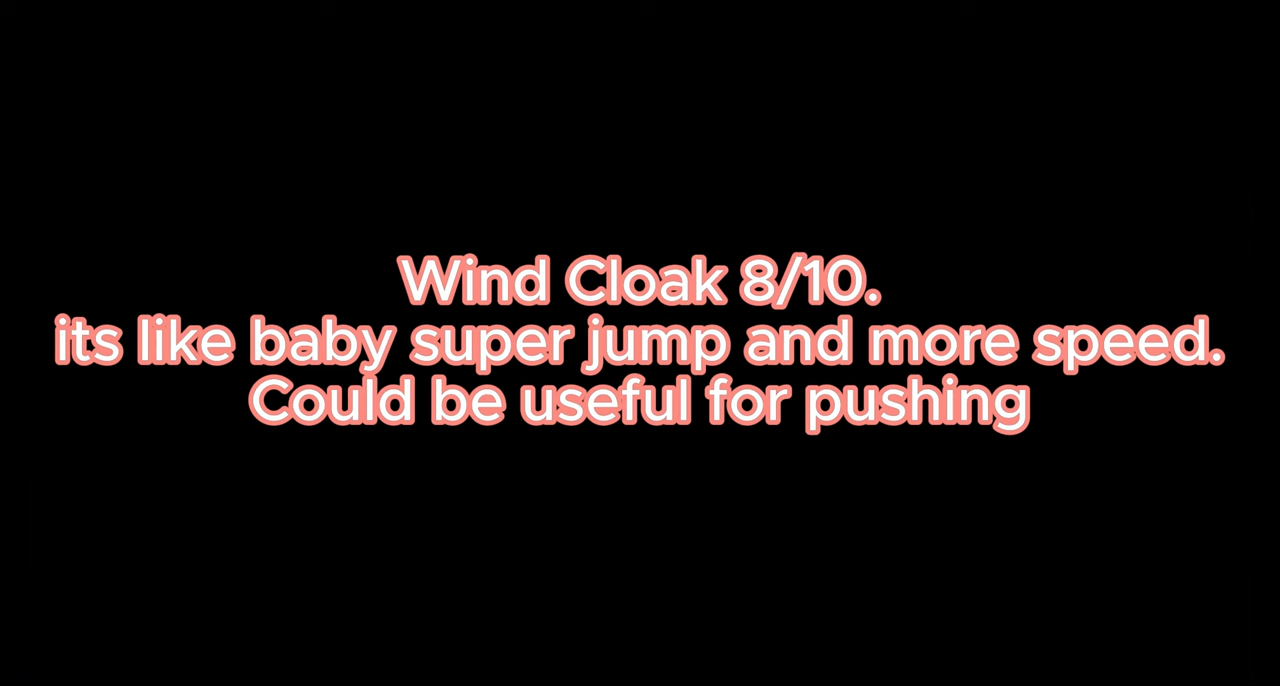 Wind Cloak 8/10.
its like baby super jump and more speed.
Could be useful for pushing